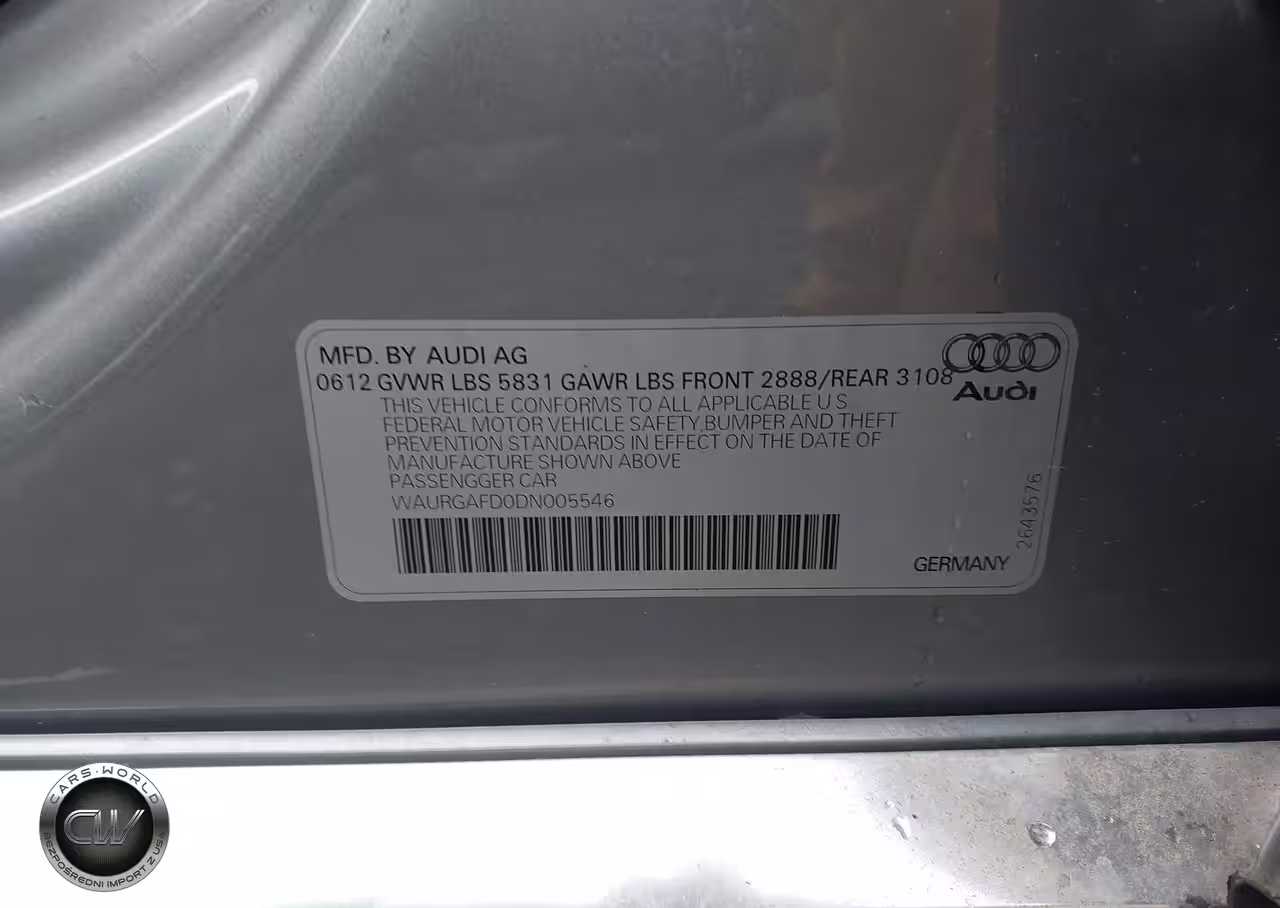 MFD. BY AUDI AG
0612 GVWR LBS 5831 GAWR LBS FRONT 2888/REAR 3108
Audi
THIS VEHICLE CONFORMS TO ALL APPLICABLE U S
FEDERAL MOTOR VEHICLE SAFETY,BUMPER AND THEFT
PREVENTION STANDARDS IN EFFECT ON THE DATE OF
MANUFACTURE SHOWN ABOVE
PASSENGGER CAR
WAURGAFD0DN005546
2643576
GERMANY
CARS·WORLD
CW
BEZPOŚREDNI IMPORT Z USA